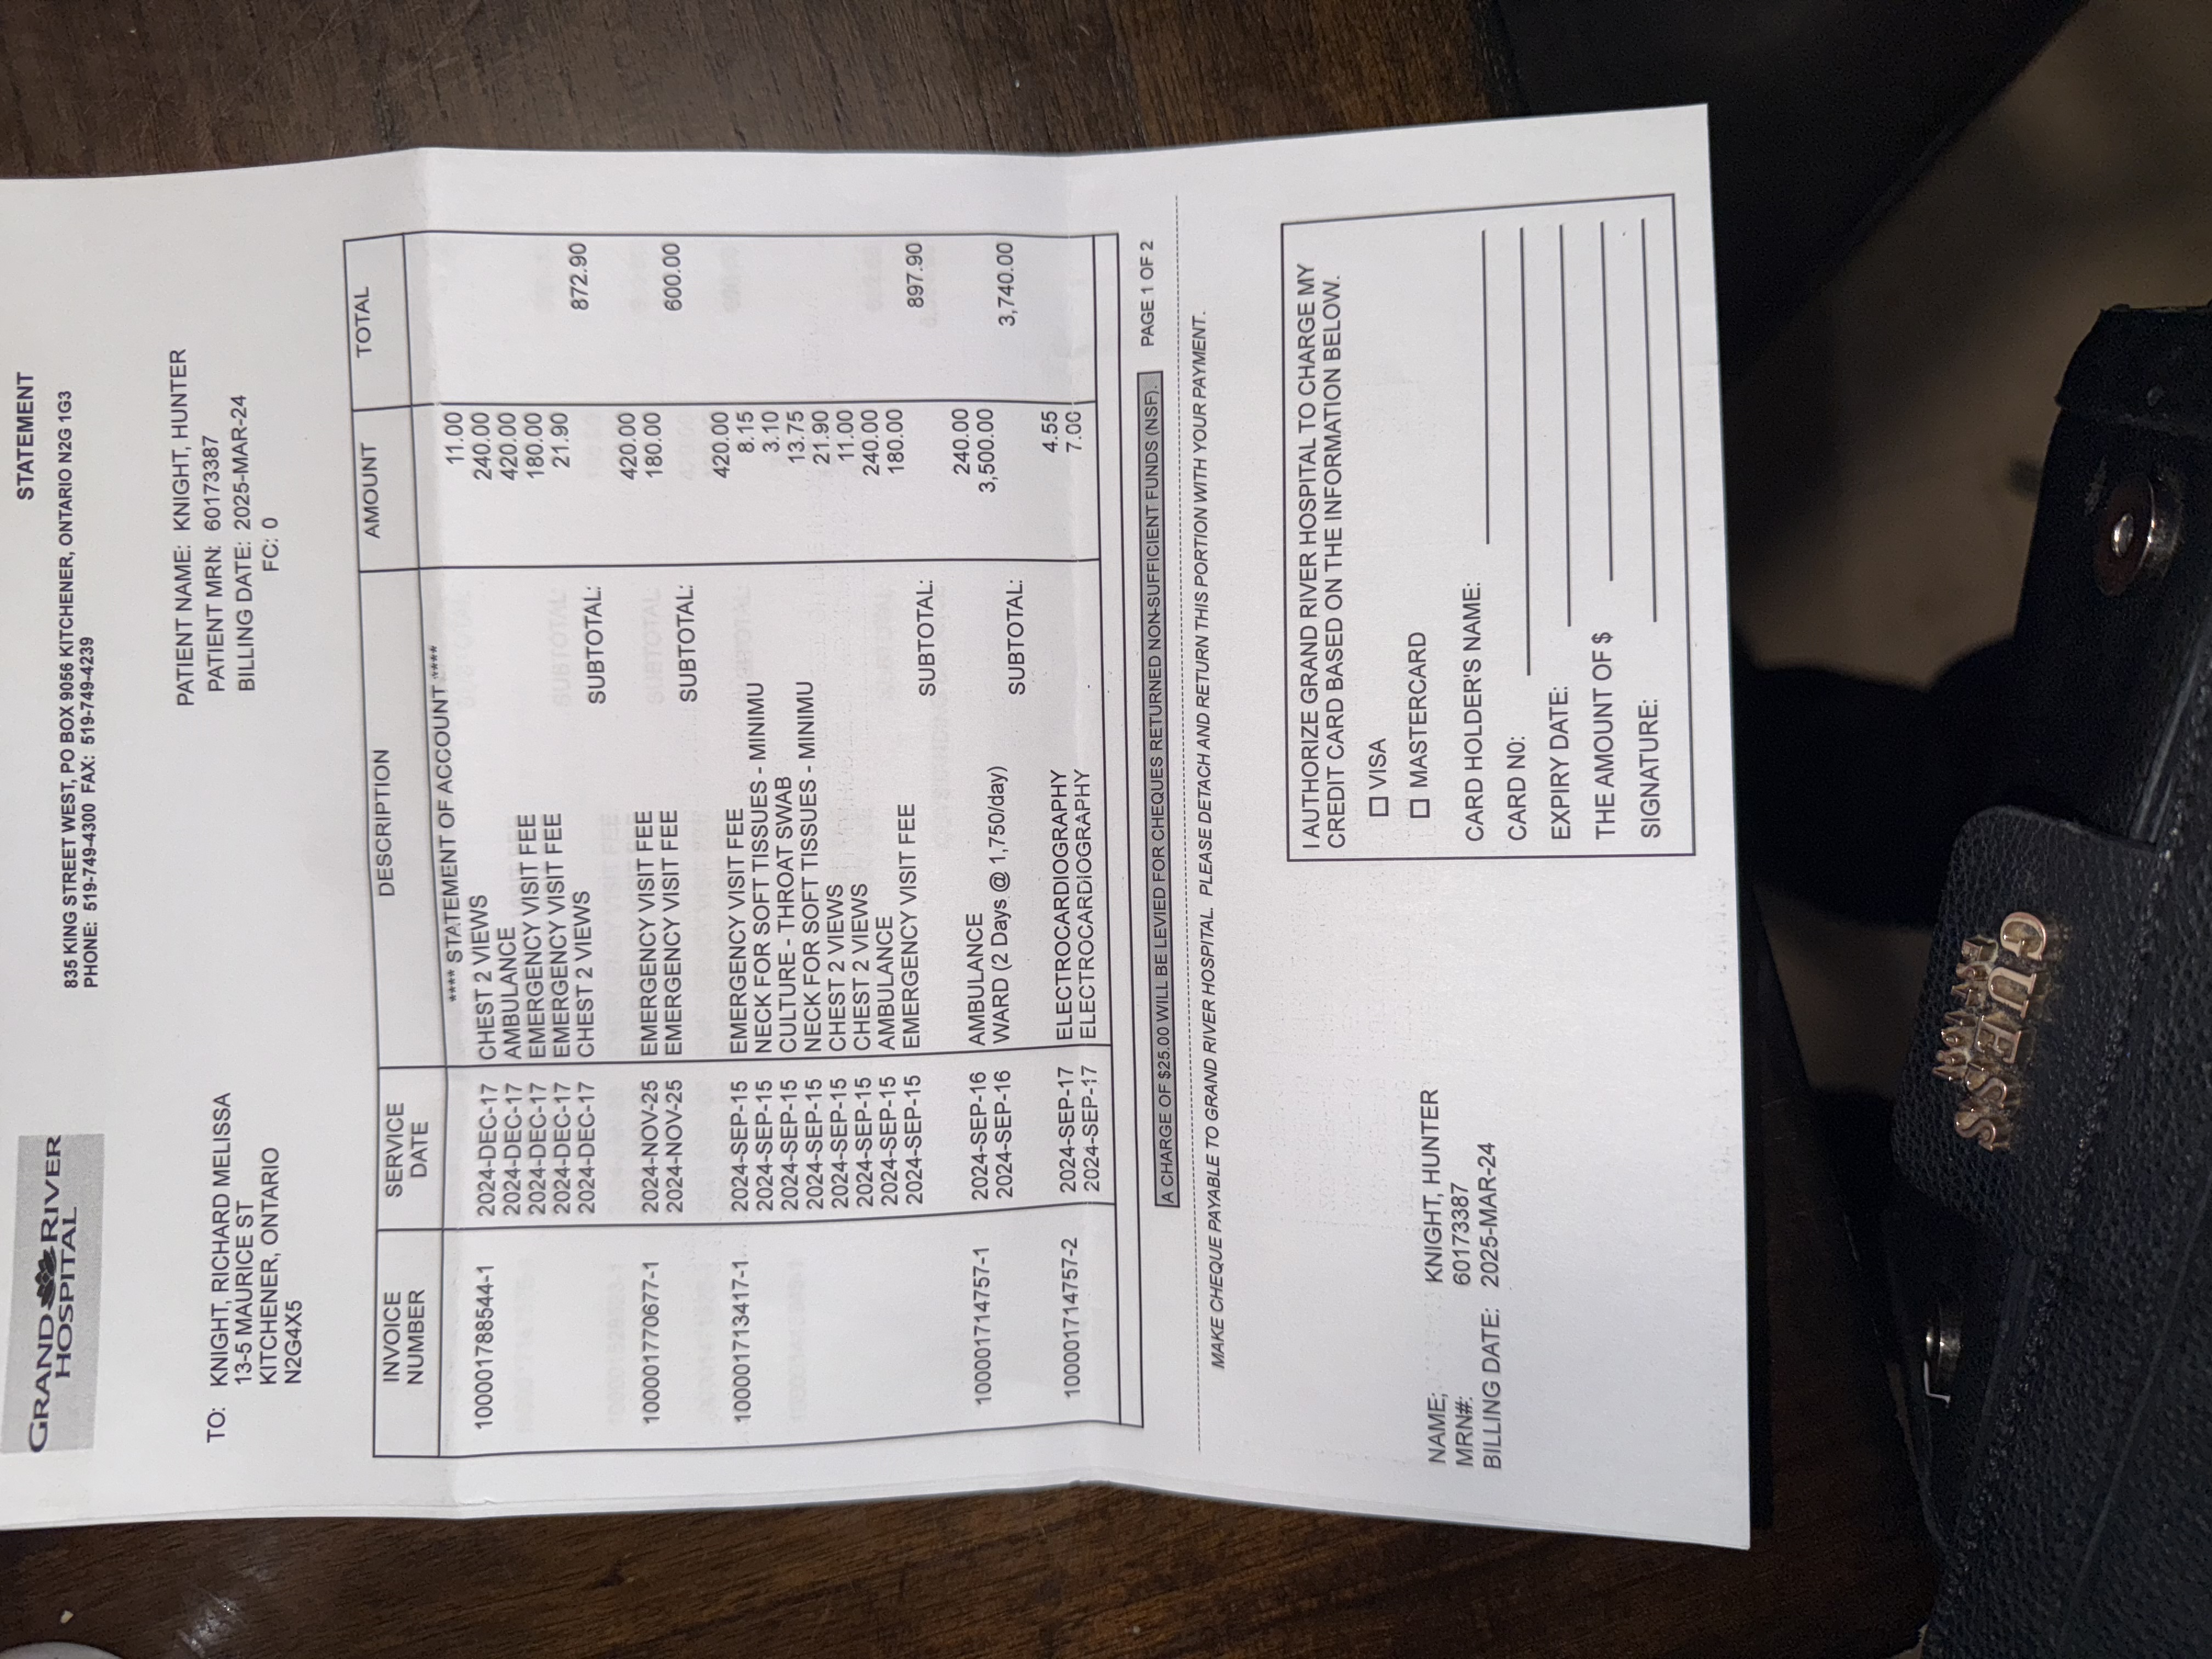 GRAND RIVER
HOSPITAL
STATEMENT
835 KING STREET WEST, PO BOX 9056 KITCHENER, ONTARIO N2G 1G3
PHONE: 519-749-4300 FAX: 519-749-4239
PATIENT NAME: KNIGHT, HUNTER
PATIENT MRN: 60173387
BILLING DATE: 2025-MAR-24
FC: 0
TO: KNIGHT, RICHARD MELISSA
13-5 MAURICE ST
KITCHENER, ONTARIO
N2G4X5
INVOICE NUMBER SERVICE DATE DESCRIPTION AMOUNT TOTAL
**** STATEMENT OF ACCOUNT ****
100001788544-1 2024-DEC-17 CHEST 2 VIEWS 11.00
2024-DEC-17 AMBULANCE 240.00
2024-DEC-17 EMERGENCY VISIT FEE 420.00
2024-DEC-17 EMERGENCY VISIT FEE 180.00
2024-DEC-17 CHEST 2 VIEWS 21.90
SUBTOTAL: 872.90
100001770677-1 2024-NOV-25 EMERGENCY VISIT FEE 420.00
2024-NOV-25 EMERGENCY VISIT FEE 180.00
SUBTOTAL: 600.00
100001713417-1 2024-SEP-15 EMERGENCY VISIT FEE 420.00
2024-SEP-15 NECK FOR SOFT TISSUES - MINIMU 8.15
2024-SEP-15 CULTURE - THROAT SWAB 3.10
2024-SEP-15 NECK FOR SOFT TISSUES - MINIMU 13.75
2024-SEP-15 CHEST 2 VIEWS 21.90
2024-SEP-15 CHEST 2 VIEWS 11.00
2024-SEP-15 AMBULANCE 240.00
2024-SEP-15 EMERGENCY VISIT FEE 180.00
SUBTOTAL: 897.90
100001714757-1 2024-SEP-16 AMBULANCE 240.00
2024-SEP-16 WARD (2 Days @ 1,750/day) 3,500.00
SUBTOTAL: 3,740.00
100001714757-2 2024-SEP-17 ELECTROCARDIOGRAPHY 4.55
2024-SEP-17 ELECTROCARDIOGRAPHY 7.00
A CHARGE OF $25.00 WILL BE LEVIED FOR CHEQUES RETURNED NON-SUFFICIENT FUNDS (NSF). PAGE 1 OF 2
MAKE CHEQUE PAYABLE TO GRAND RIVER HOSPITAL. PLEASE DETACH AND RETURN THIS PORTION WITH YOUR PAYMENT.
I AUTHORIZE GRAND RIVER HOSPITAL TO CHARGE MY
CREDIT CARD BASED ON THE INFORMATION BELOW.
VISA
MASTERCARD
CARD HOLDER'S NAME:
CARD N0:
EXPIRY DATE:
THE AMOUNT OF $
SIGNATURE:
NAME; KNIGHT, HUNTER
MRN#: 60173387
BILLING DATE: 2025-MAR-24
GUESS